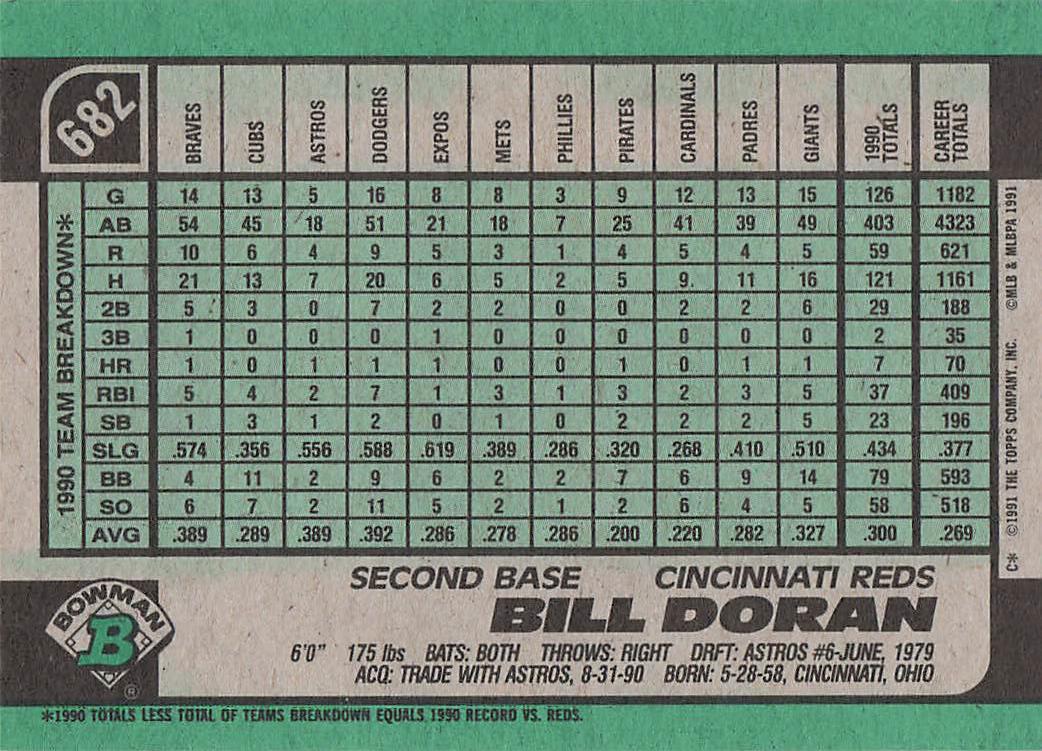 682
BRAVES CUBS ASTROS DODGERS EXPOS METS PHILLIES PIRATES CARDINALS PADRES GIANTS 1990 TOTALS CAREER TOTALS
1990 TEAM BREAKDOWN*
G 14 13 5 16 8 8 3 9 12 13 15 126 1182
AB 54 45 18 51 21 18 7 25 41 39 49 403 4323
R 10 6 4 9 5 3 1 4 5 4 5 59 621
H 21 13 7 20 6 5 2 5 9 11 16 121 1161
2B 5 3 0 7 2 2 0 0 2 2 6 29 188
3B 1 0 0 0 1 0 0 0 0 0 0 2 35
HR 1 0 1 1 1 0 0 1 0 1 1 7 70
RBI 5 4 2 7 1 3 1 3 2 3 5 37 409
SB 1 3 1 2 0 1 0 2 2 2 5 23 196
SLG .574 .356 .556 .588 .619 .389 .286 .320 .268 .410 .510 .434 .377
BB 4 11 2 9 6 2 2 7 6 9 14 79 593
SO 6 7 2 11 5 2 1 2 6 4 5 58 518
AVG .389 .289 .389 .392 .286 .278 .286 .200 .220 .282 .327 .300 .269
C* ©1991 THE TOPPS COMPANY, INC. ©MLB & MLBPA 1991
SECOND BASE CINCINNATI REDS
BILL DORAN
BOWMAN
B
®
6'0" 175 lbs BATS: BOTH THROWS: RIGHT DRFT: ASTROS #6-JUNE, 1979
ACQ: TRADE WITH ASTROS, 8-31-90 BORN: 5-28-58, CINCINNATI, OHIO
*1990 TOTALS LESS TOTAL OF TEAMS BREAKDOWN EQUALS 1990 RECORD VS. REDS.